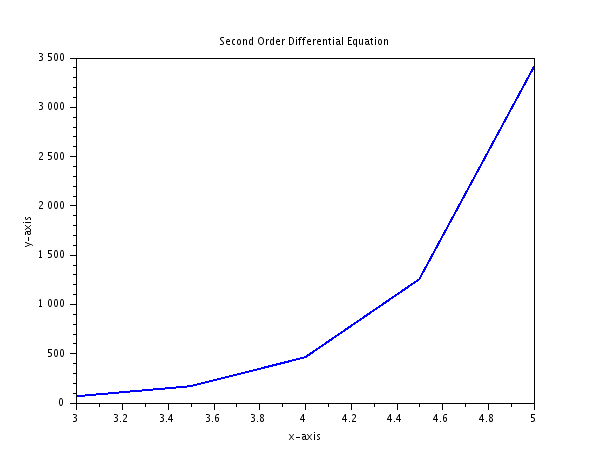 Second Order Differential Equation
3 500
3 000
2 500
2 000
1 500
1 000
500
0
y-axis
3 3.2 3.4 3.6 3.8 4 4.2 4.4 4.6 4.8 5
x-axis